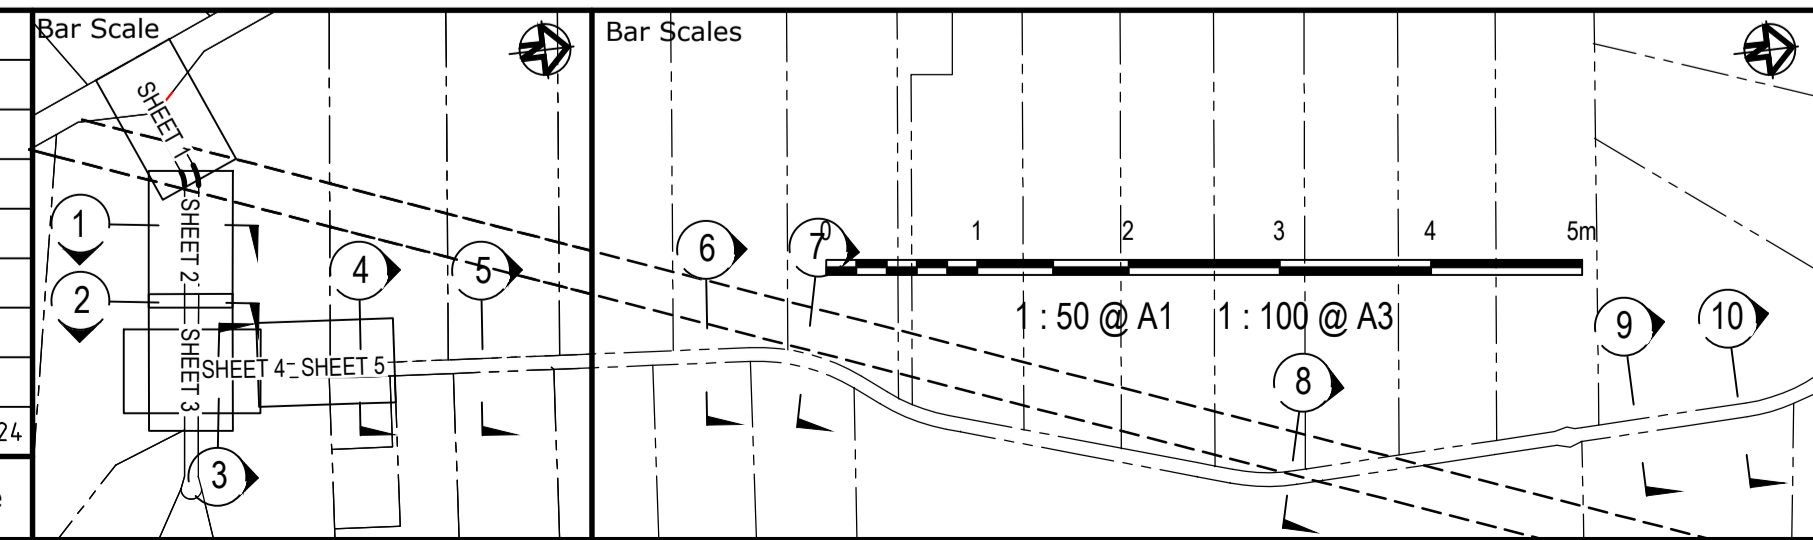 Bar Scale
N
SHEET 1
1
SHEET 2
2
4
5
SHEET 3
SHEET 4
SHEET 5
3
24
Bar Scales
N
6
7
0 1 2 3 4 5m
1 : 50 @ A1 1 : 100 @ A3
8
9
10